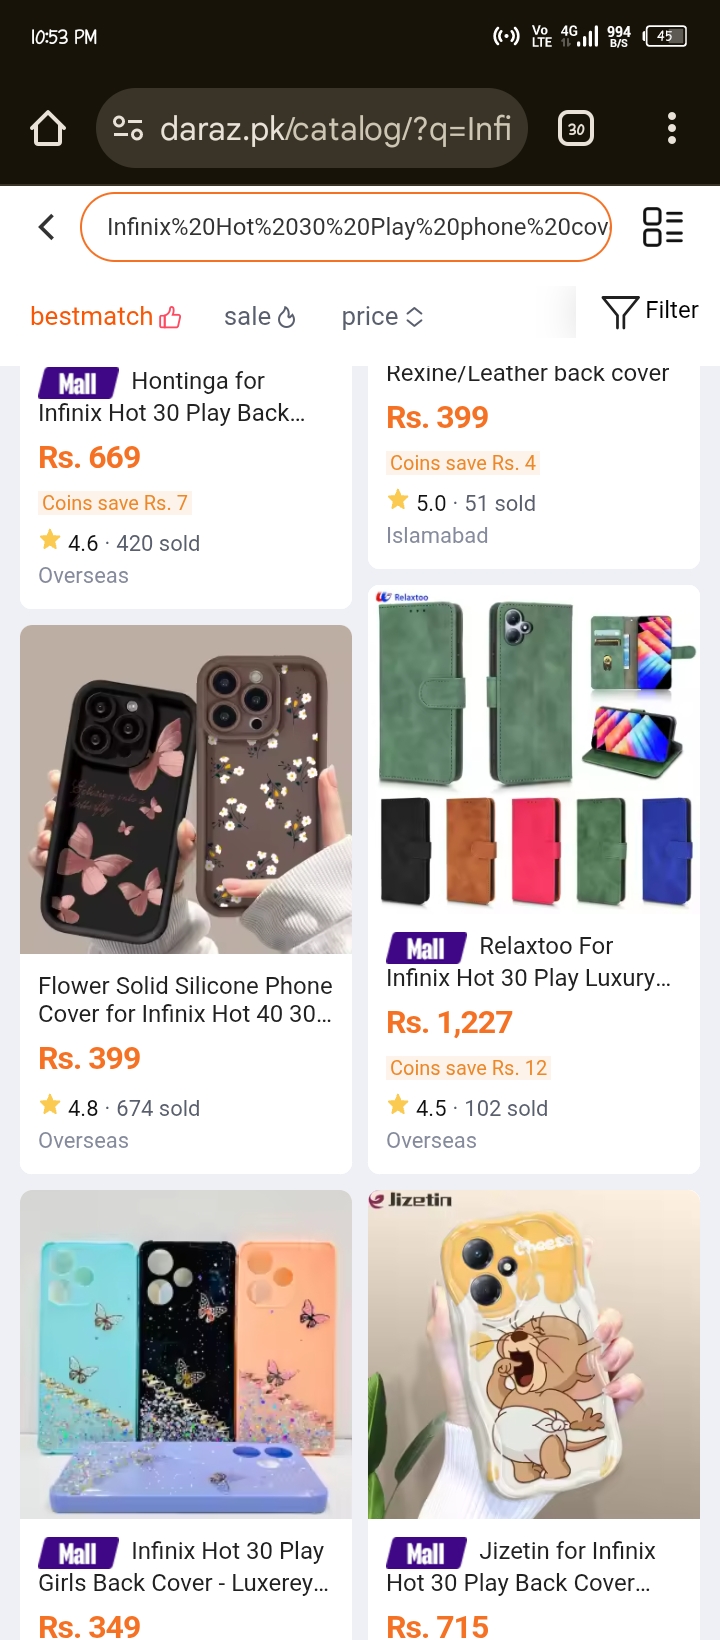 10:53 PM
Vo LTE 4G 994 B/S 45
daraz.pk/catalog/?q=Infi
30
Infinix%20Hot%2030%20Play%20phone%20cov
bestmatch sale price Filter
Mall Hontinga for
Infinix Hot 30 Play Back...
Rs. 669
Coins save Rs. 7
4.6 · 420 sold
Overseas
Rexine/Leather back cover
Rs. 399
Coins save Rs. 4
5.0 · 51 sold
Islamabad
Flower Solid Silicone Phone
Cover for Infinix Hot 40 30...
Rs. 399
4.8 · 674 sold
Overseas
Relaxtoo
Mall Relaxtoo For
Infinix Hot 30 Play Luxury...
Rs. 1,227
Coins save Rs. 12
4.5 · 102 sold
Overseas
Mall Infinix Hot 30 Play
Girls Back Cover - Luxerey...
Rs. 349
Jizetin
Cheese
Mall Jizetin for Infinix
Hot 30 Play Back Cover...
Rs. 715